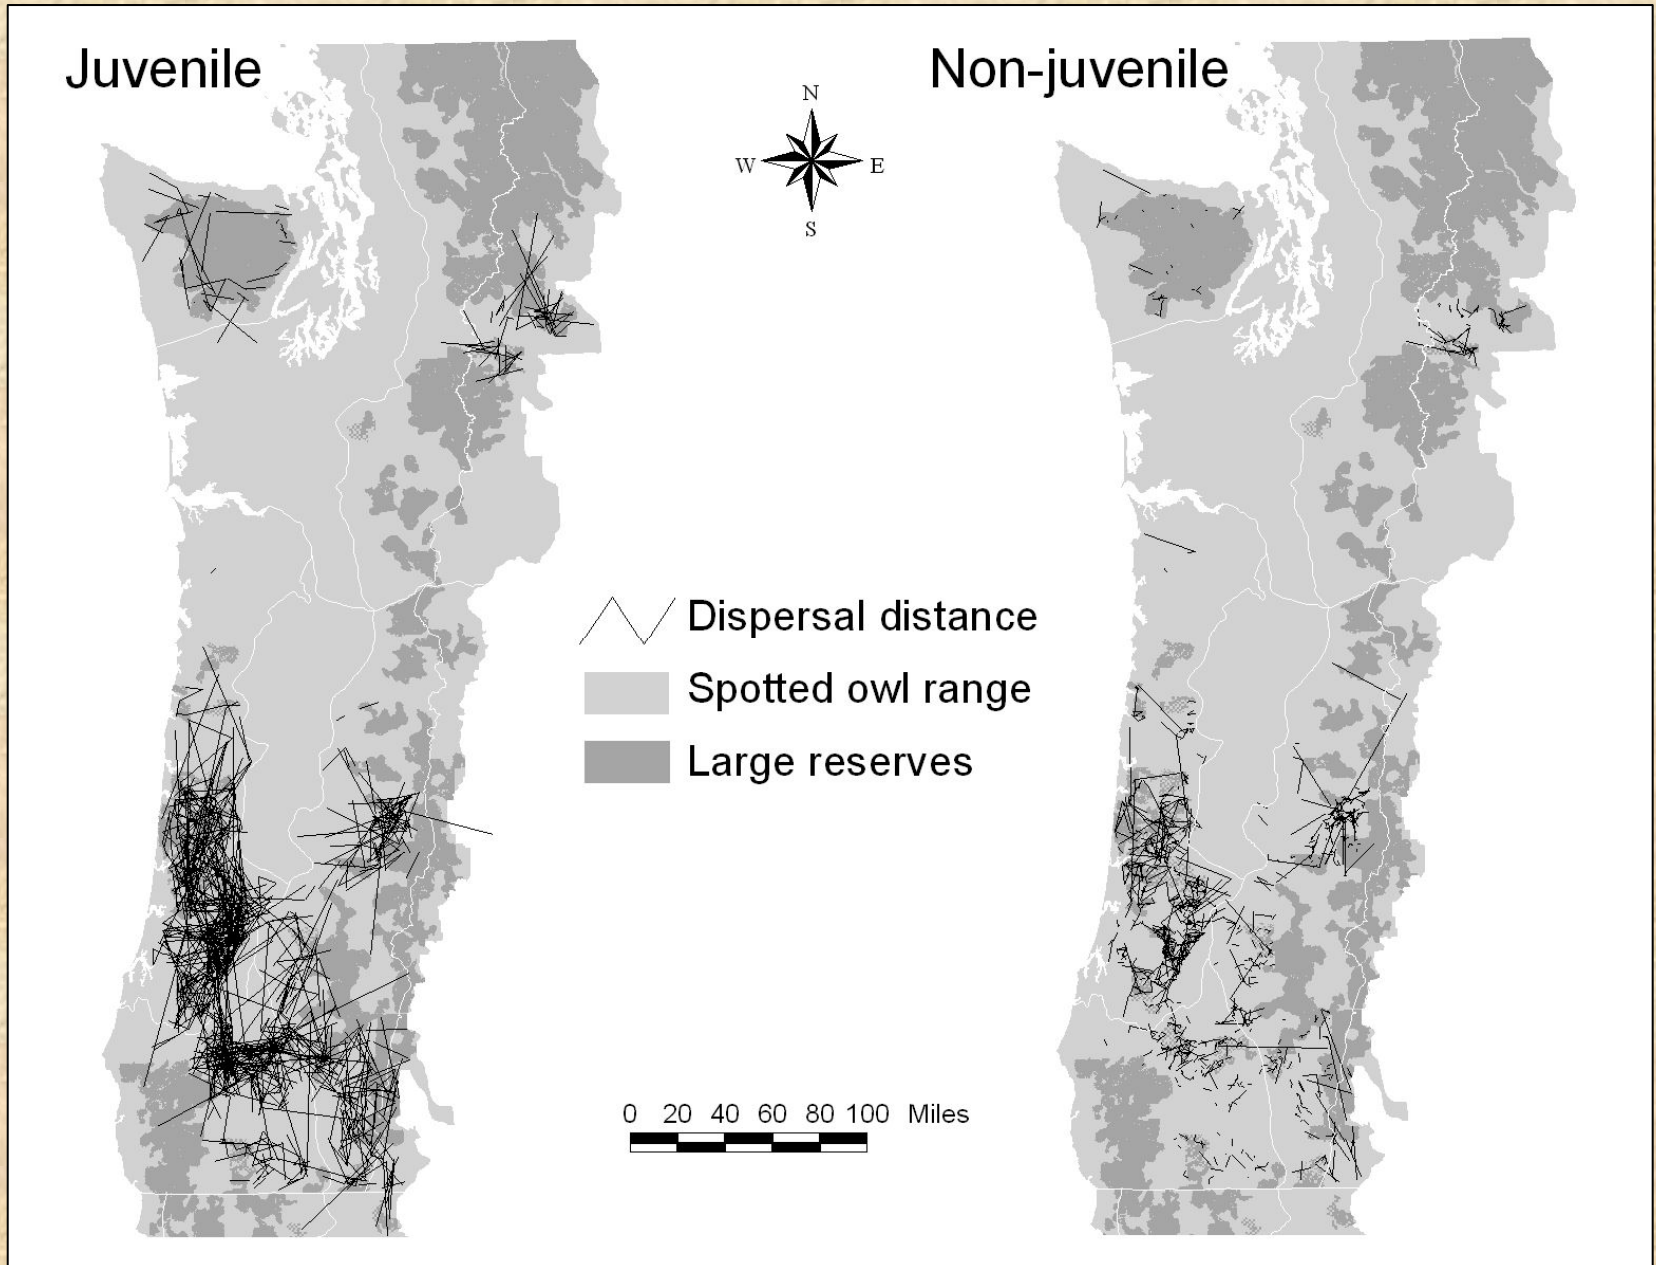 Juvenile
Non-juvenile
N
W E
S
Dispersal distance
Spotted owl range
Large reserves
0 20 40 60 80 100 Miles